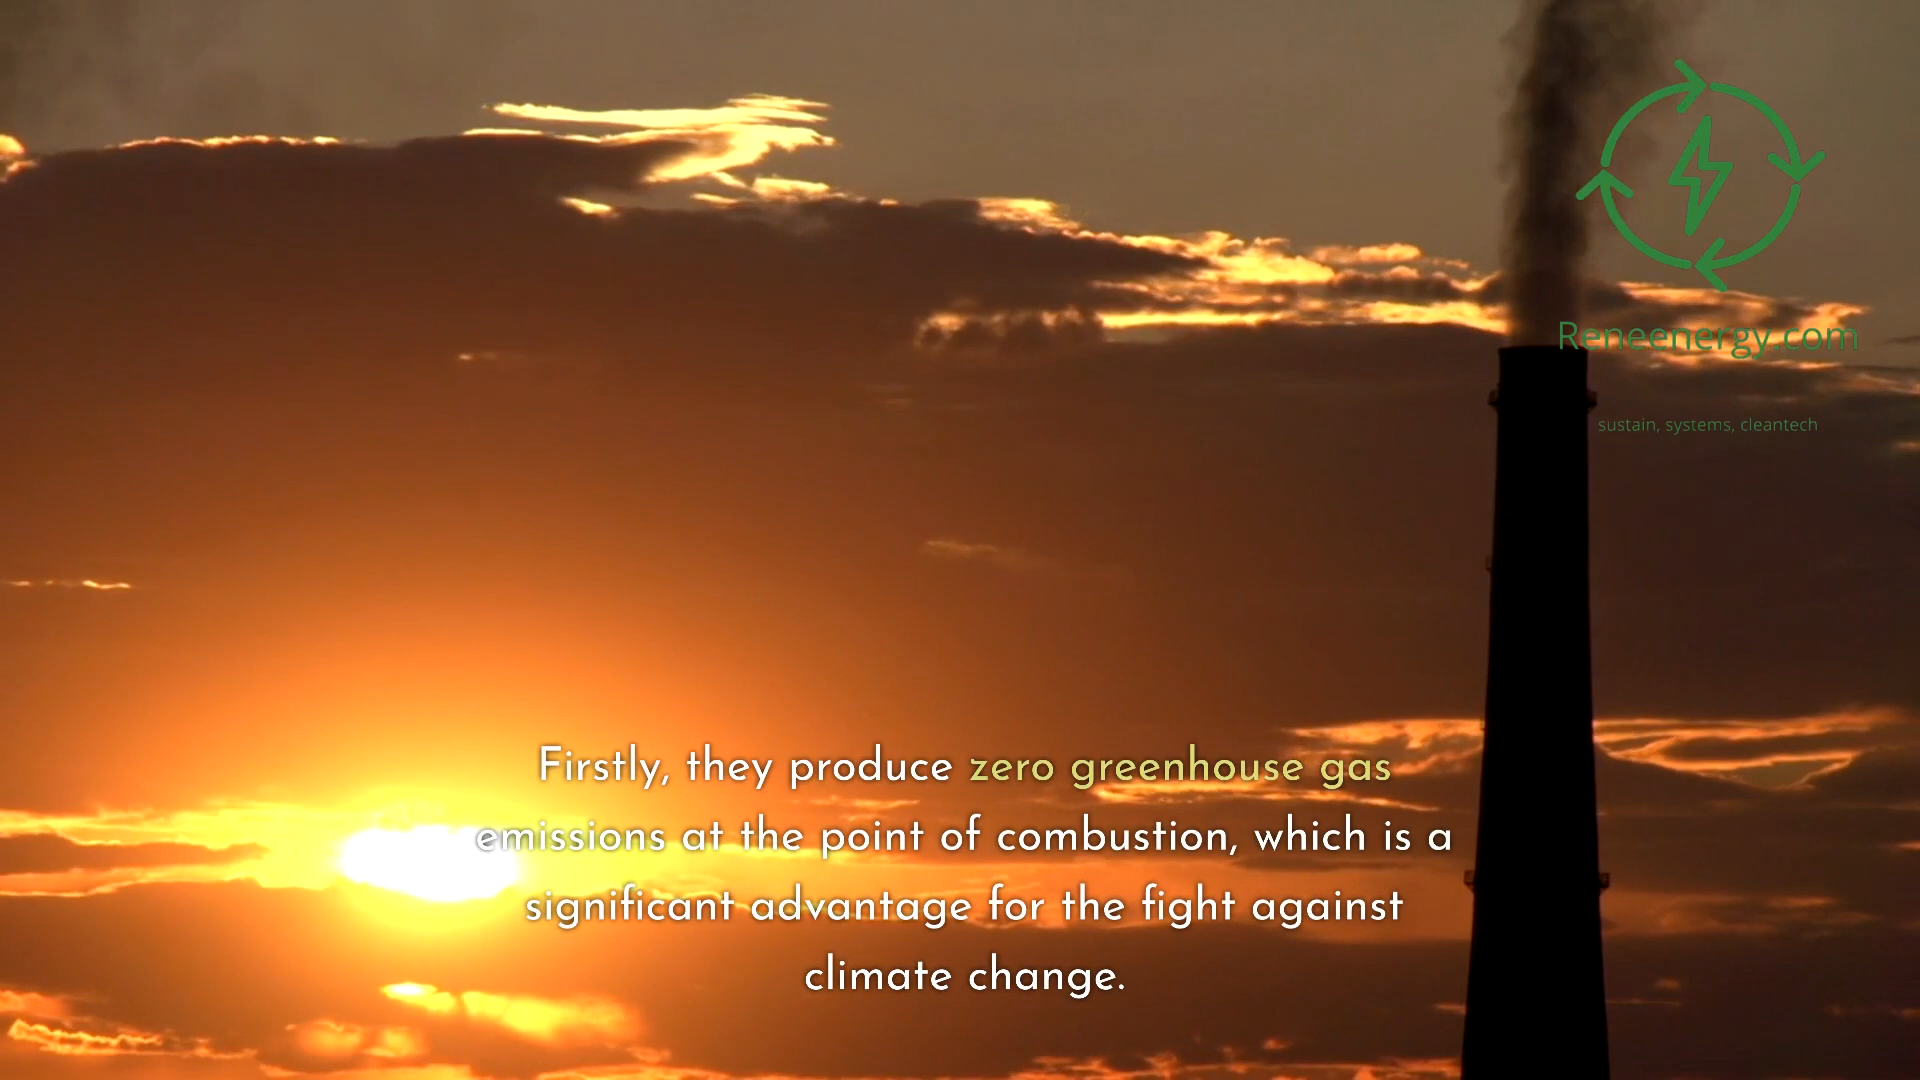 Reneenergy.com
sustain, systems, cleantech
Firstly, they produce zero greenhouse gas
emissions at the point of combustion, which is a
significant advantage for the fight against
climate change.